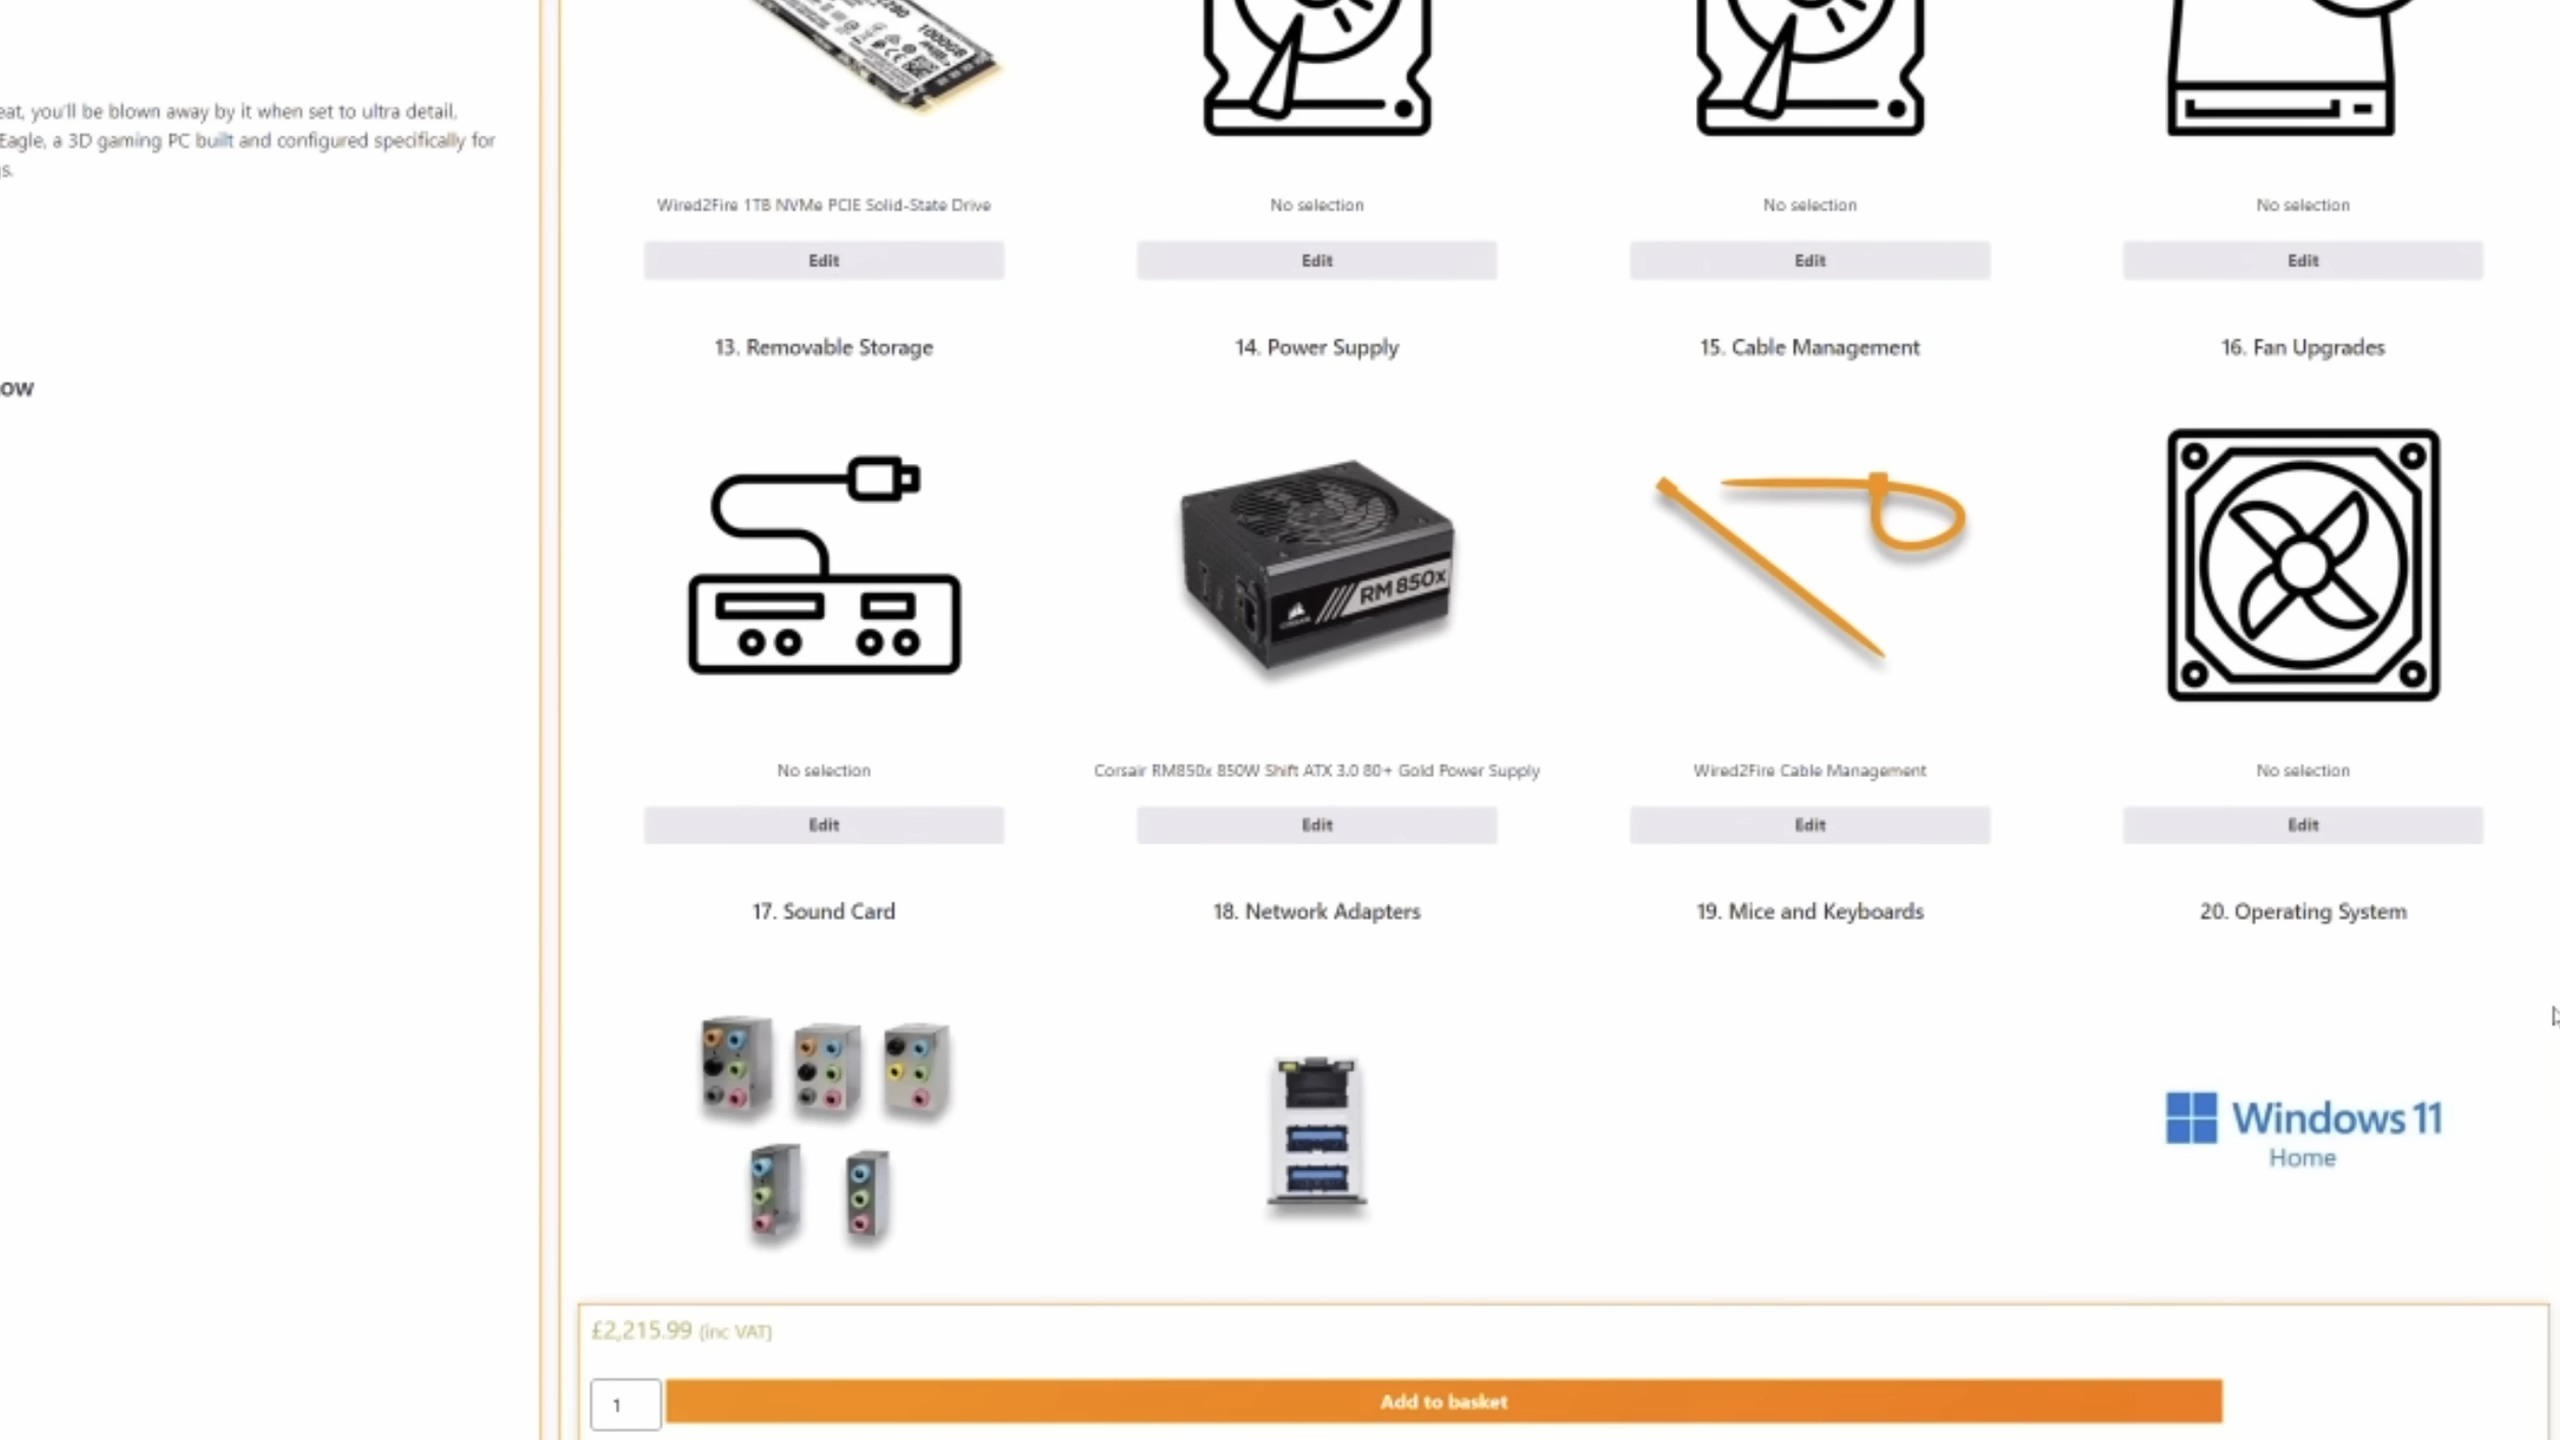 1000GB
eat, you'll be blown away by it when set to ultra detail,
Eagle, a 3D gaming PC built and configured specifically for
s.
ow
Wired2Fire 1TB NVMe PCIE Solid-State Drive
No selection
No selection
No selection
Edit
Edit
Edit
Edit
13. Removable Storage
14. Power Supply
15. Cable Management
16. Fan Upgrades
RM 850x
CORSAIR
No selection
Corsair RM850x 850W Shift ATX 3.0 80+ Gold Power Supply
Wired2Fire Cable Management
No selection
Edit
Edit
Edit
Edit
17. Sound Card
18. Network Adapters
19. Mice and Keyboards
20. Operating System
Windows 11
Home
£2,215.99 (inc VAT)
1
Add to basket